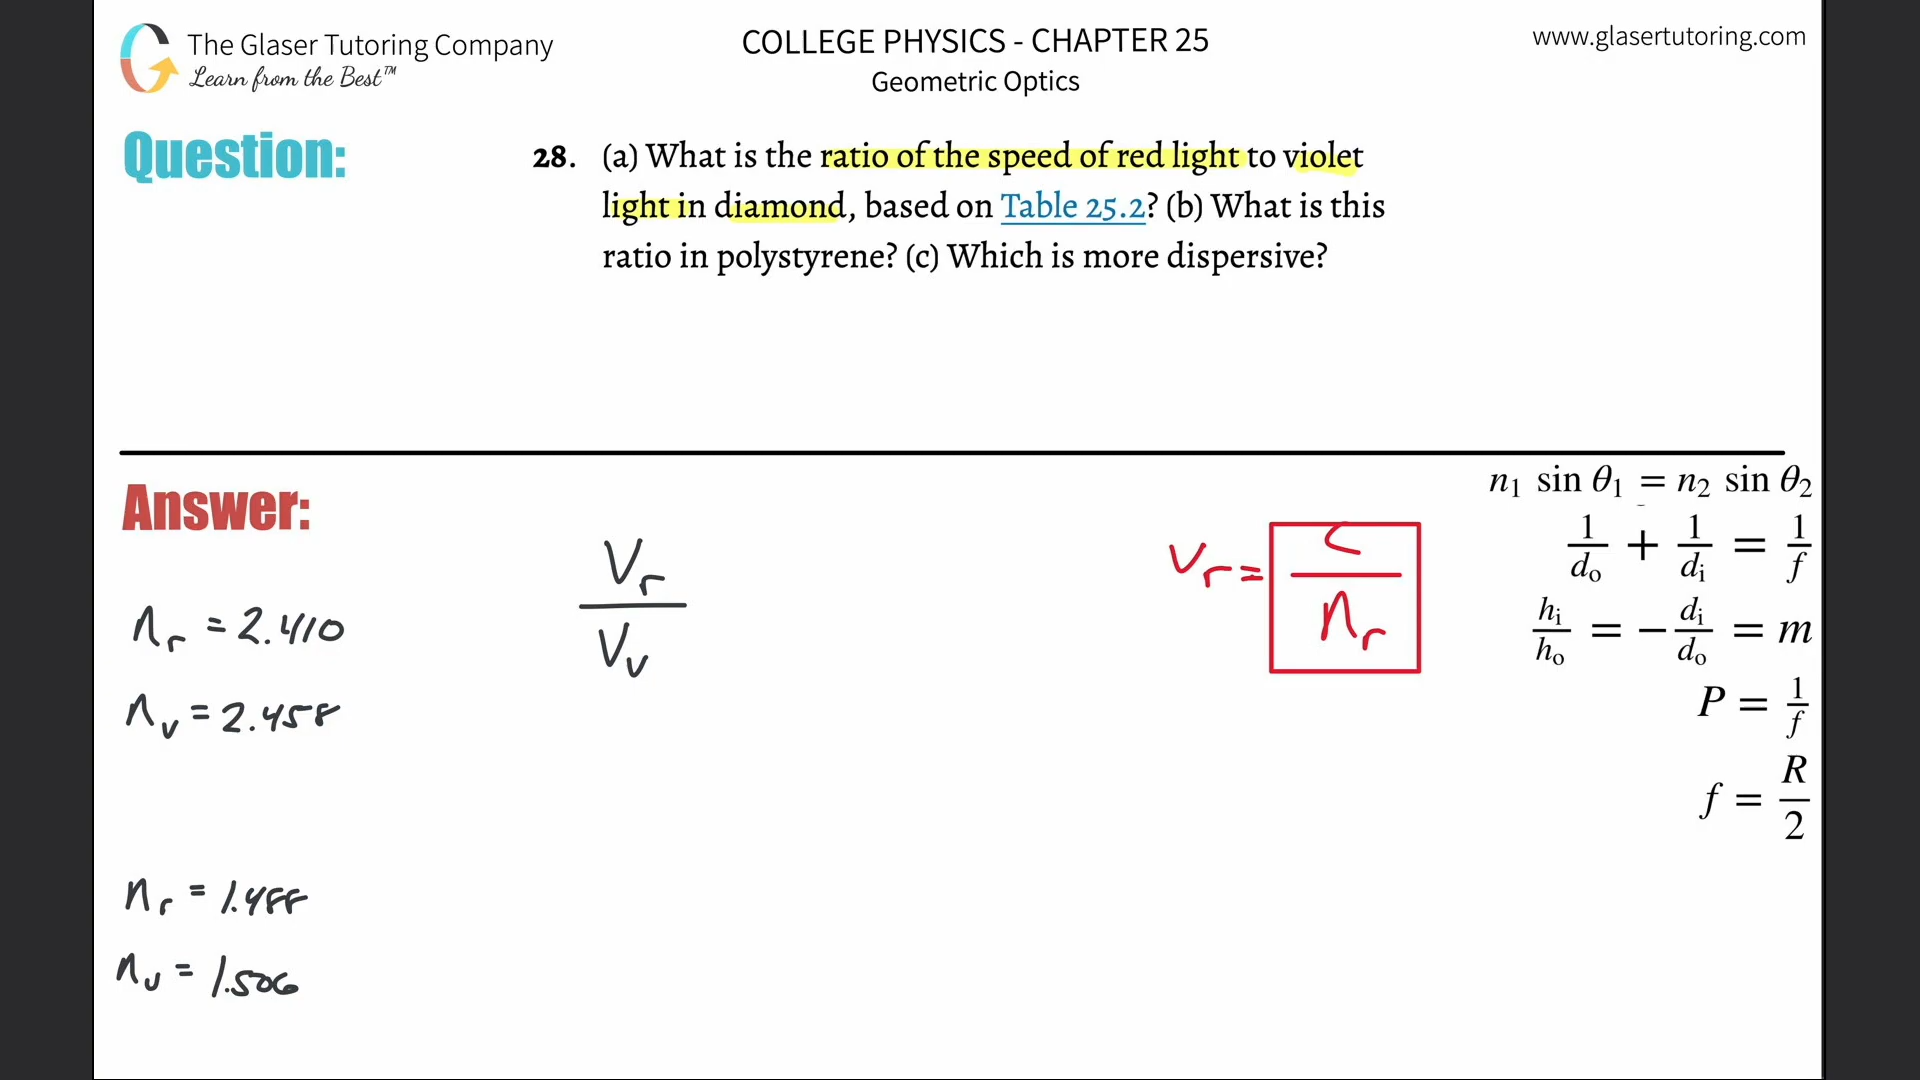 The Glaser Tutoring Company
Learn from the Best™
COLLEGE PHYSICS - CHAPTER 25
Geometric Optics
www.glasertutoring.com
Question:
28. (a) What is the ratio of the speed of red light to violet
light in diamond, based on Table 25.2? (b) What is this
ratio in polystyrene? (c) Which is more dispersive?
Answer:
n₁ sin θ₁ = n₂ sin θ₂
1/dₒ + 1/dᵢ = 1/f
hᵢ/hₒ = −dᵢ/dₒ = m
P = 1/f
f = R/2
Vr
Vv
Vr = c/nr
nr = 2.410
nv = 2.458
nr = 1.488
nv = 1.506